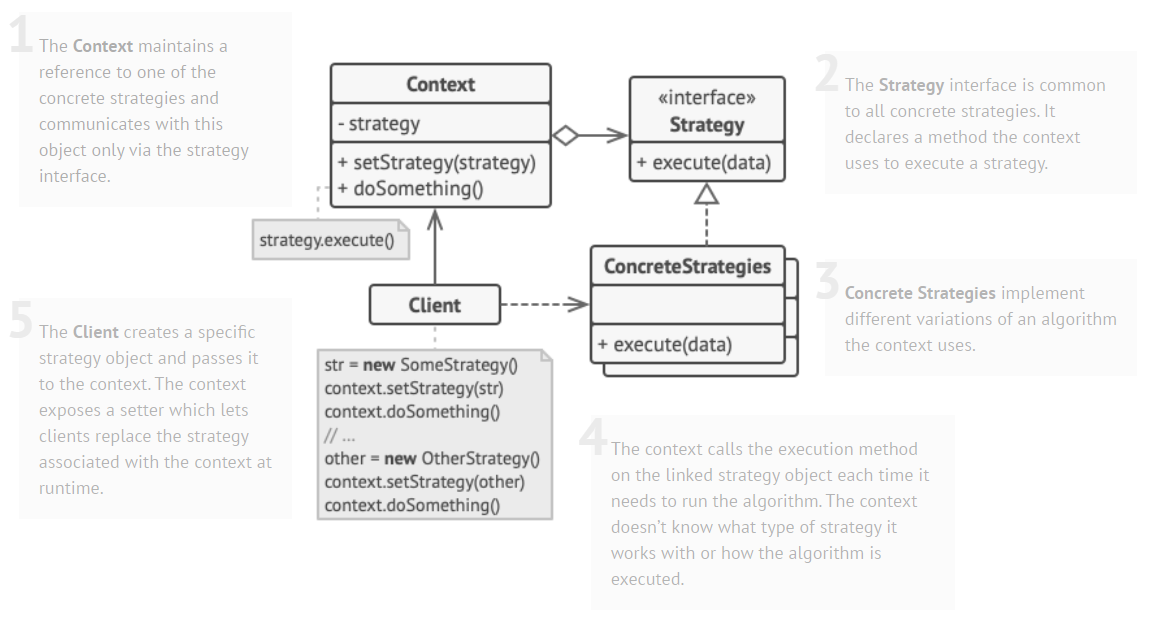 1
The Context maintains a
reference to one of the
concrete strategies and
communicates with this
object only via the strategy
interface.
Context
- strategy
+ setStrategy(strategy)
+ doSomething()
strategy.execute()
«interface»
Strategy
+ execute(data)
2
The Strategy interface is common
to all concrete strategies. It
declares a method the context
uses to execute a strategy.
ConcreteStrategies
+ execute(data)
3
Concrete Strategies implement
different variations of an algorithm
the context uses.
Client
str = new SomeStrategy()
context.setStrategy(str)
context.doSomething()
// ...
other = new OtherStrategy()
context.setStrategy(other)
context.doSomething()
4
The context calls the execution method
on the linked strategy object each time it
needs to run the algorithm. The context
doesn't know what type of strategy it
works with or how the algorithm is
executed.
5
The Client creates a specific
strategy object and passes it
to the context. The context
exposes a setter which lets
clients replace the strategy
associated with the context at
runtime.